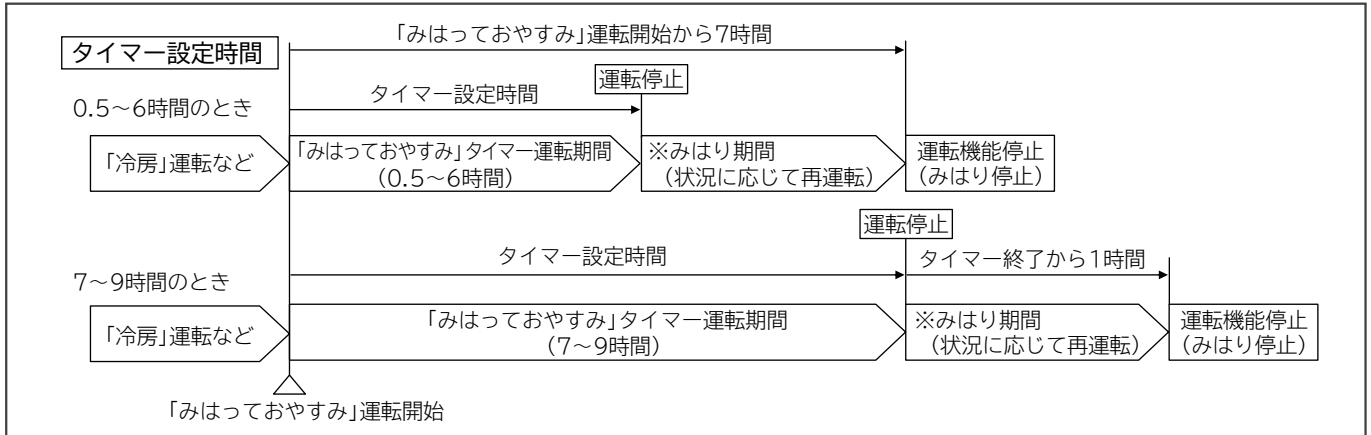 「みはっておやすみ」運転開始から7時間
タイマー設定時間
運転停止
タイマー設定時間
0.5～6時間のとき
「冷房」運転など
「みはっておやすみ」タイマー運転期間
(0.5～6時間)
※みはり期間
(状況に応じて再運転)
運転機能停止
(みはり停止)
運転停止
タイマー設定時間
タイマー終了から1時間
7～9時間のとき
「冷房」運転など
「みはっておやすみ」タイマー運転期間
(7～9時間)
※みはり期間
(状況に応じて再運転)
運転機能停止
(みはり停止)
「みはっておやすみ」運転開始